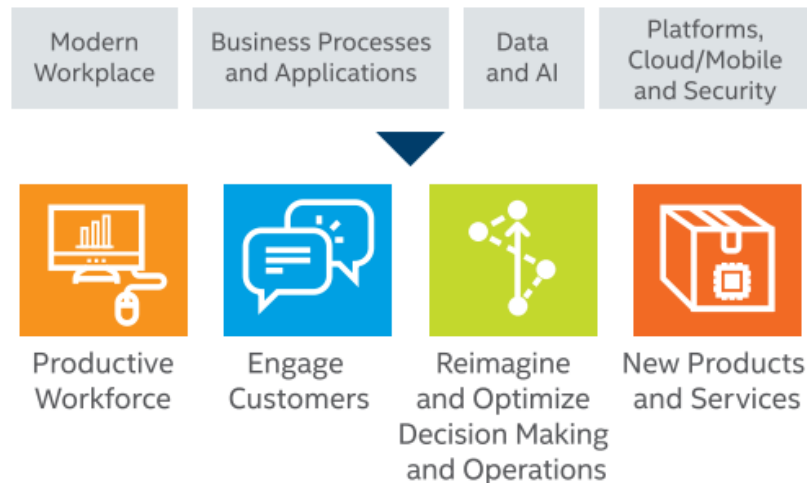 Modern
Workplace
Business Processes
and Applications
Data
and AI
Platforms,
Cloud/Mobile
and Security
Productive
Workforce
Engage
Customers
Reimagine
and Optimize
Decision Making
and Operations
New Products
and Services